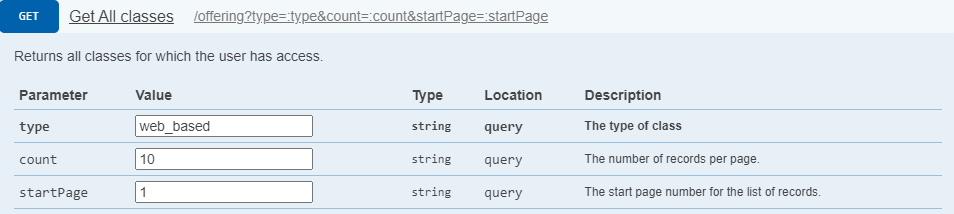 GET Get All classes /offering?type=:type&count=:count&startPage=:startPage
Returns all classes for which the user has access.
Parameter Value Type Location Description
type web_based string query The type of class
count 10 string query The number of records per page.
startPage 1 string query The start page number for the list of records.